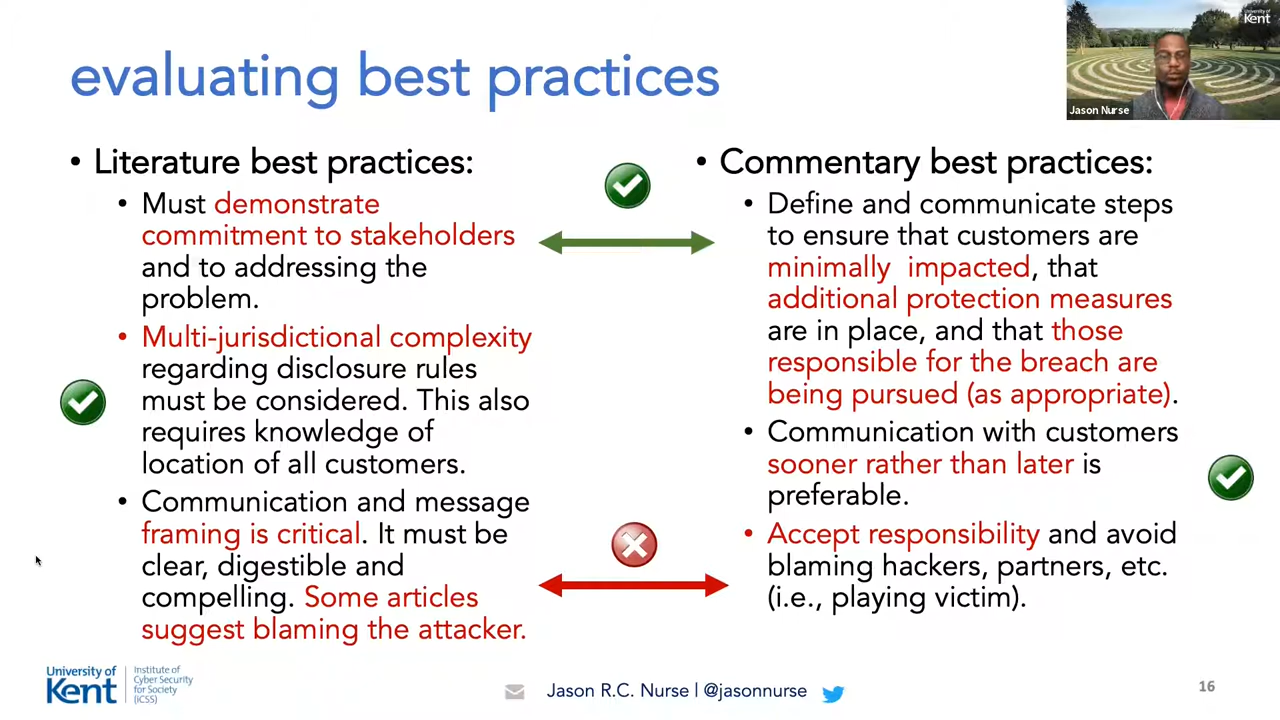 evaluating best practices
University of
Kent
Jason Nurse
• Literature best practices:
• Must demonstrate
commitment to stakeholders
and to addressing the
problem.
• Multi-jurisdictional complexity
regarding disclosure rules
must be considered. This also
requires knowledge of
location of all customers.
• Communication and message
framing is critical. It must be
clear, digestible and
compelling. Some articles
suggest blaming the attacker.
• Commentary best practices:
• Define and communicate steps
to ensure that customers are
minimally  impacted, that
additional protection measures
are in place, and that those
responsible for the breach are
being pursued (as appropriate).
• Communication with customers
sooner rather than later is
preferable.
• Accept responsibility and avoid
blaming hackers, partners, etc.
(i.e., playing victim).
University of
Kent
Institute of
Cyber Security
for Society
(iCSS)
Jason R.C. Nurse | @jasonnurse
16